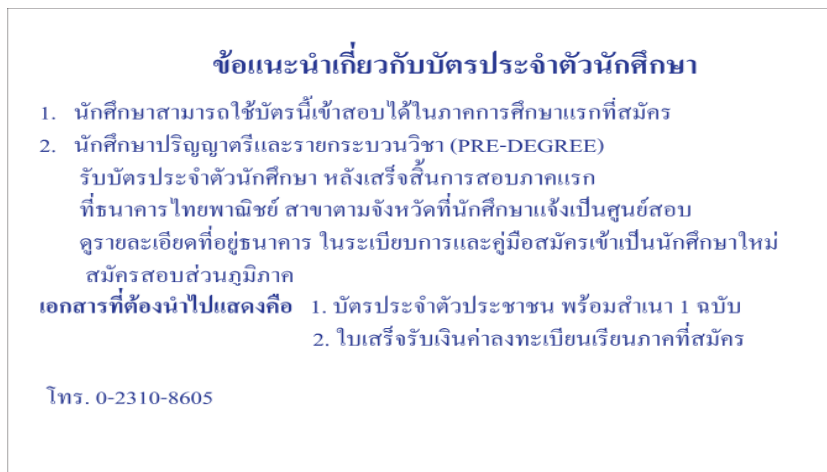 ข้อแนะนำเกี่ยวกับบัตรประจำตัวนักศึกษา
1. นักศึกษาสามารถใช้บัตรนี้เข้าสอบได้ในภาคการศึกษาแรกที่สมัคร
2. นักศึกษาปริญญาตรีและรายกระบวนวิชา (PRE-DEGREE)
รับบัตรประจำตัวนักศึกษา หลังเสร็จสิ้นการสอบภาคแรก
ที่ธนาคารไทยพาณิชย์ สาขาตามจังหวัดที่นักศึกษาแจ้งเป็นศูนย์สอบ
ดูรายละเอียดที่อยู่ธนาคาร ในระเบียบการและคู่มือสมัครเข้าเป็นนักศึกษาใหม่
สมัครสอบส่วนภูมิภาค
เอกสารที่ต้องนำไปแสดงคือ 1. บัตรประจำตัวประชาชน พร้อมสำเนา 1 ฉบับ
2. ใบเสร็จรับเงินค่าลงทะเบียนเรียนภาคที่สมัคร
โทร. 0-2310-8605